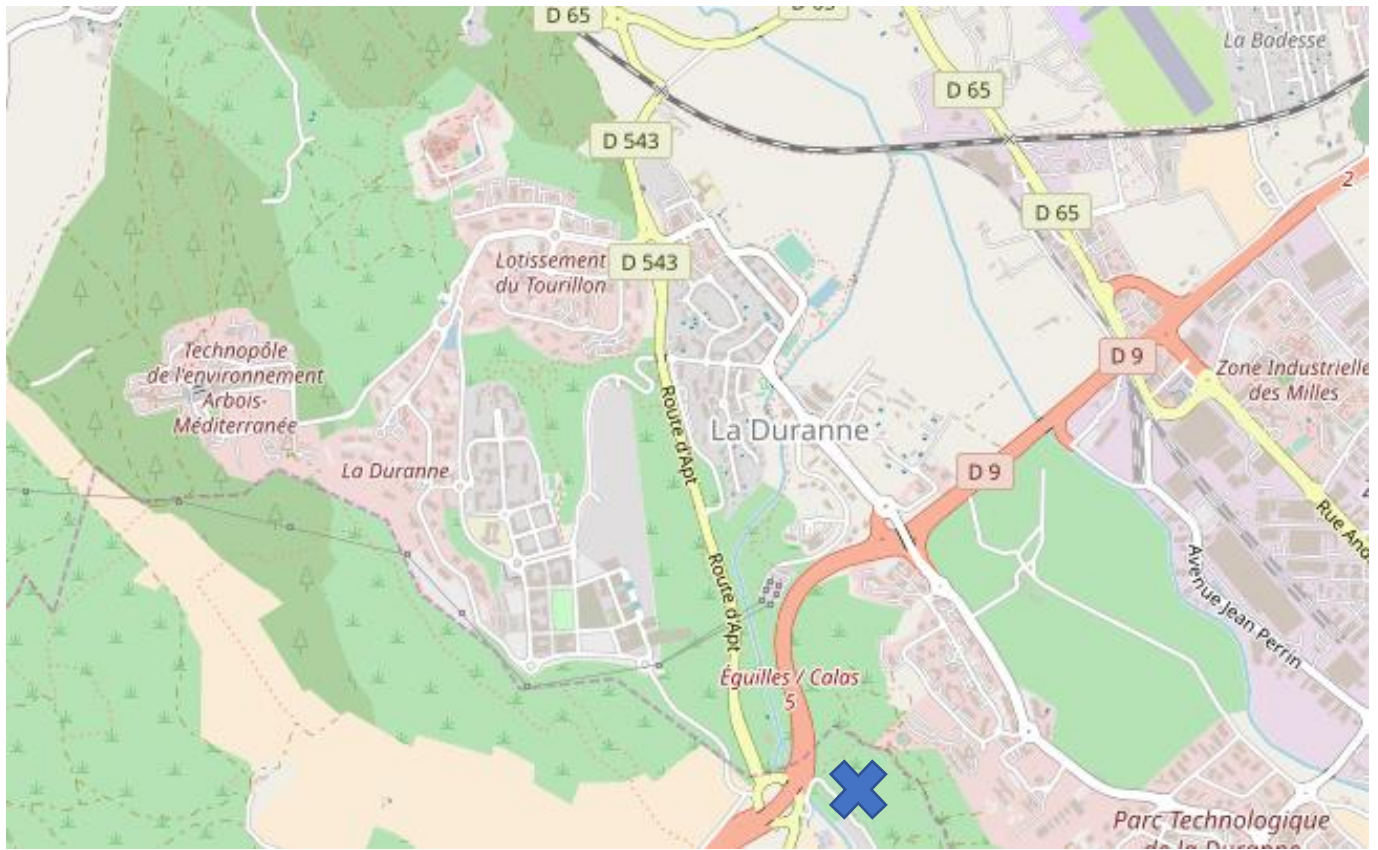 D 65
D 65
La Badesse
D 65
D 543
2
D 65
Lotissement
du Tourillon
D 543
Technopôle
de l'environnement
Arbois-
Méditerranée
D 9
Zone Industrielle
des Milles
Route d'Apt
La Duranne
La Duranne
D 9
Rue And
Route d'Apt
Avenue Jean Perrin
Éguilles / Calas
5
Parc Technologique
de la Duranne